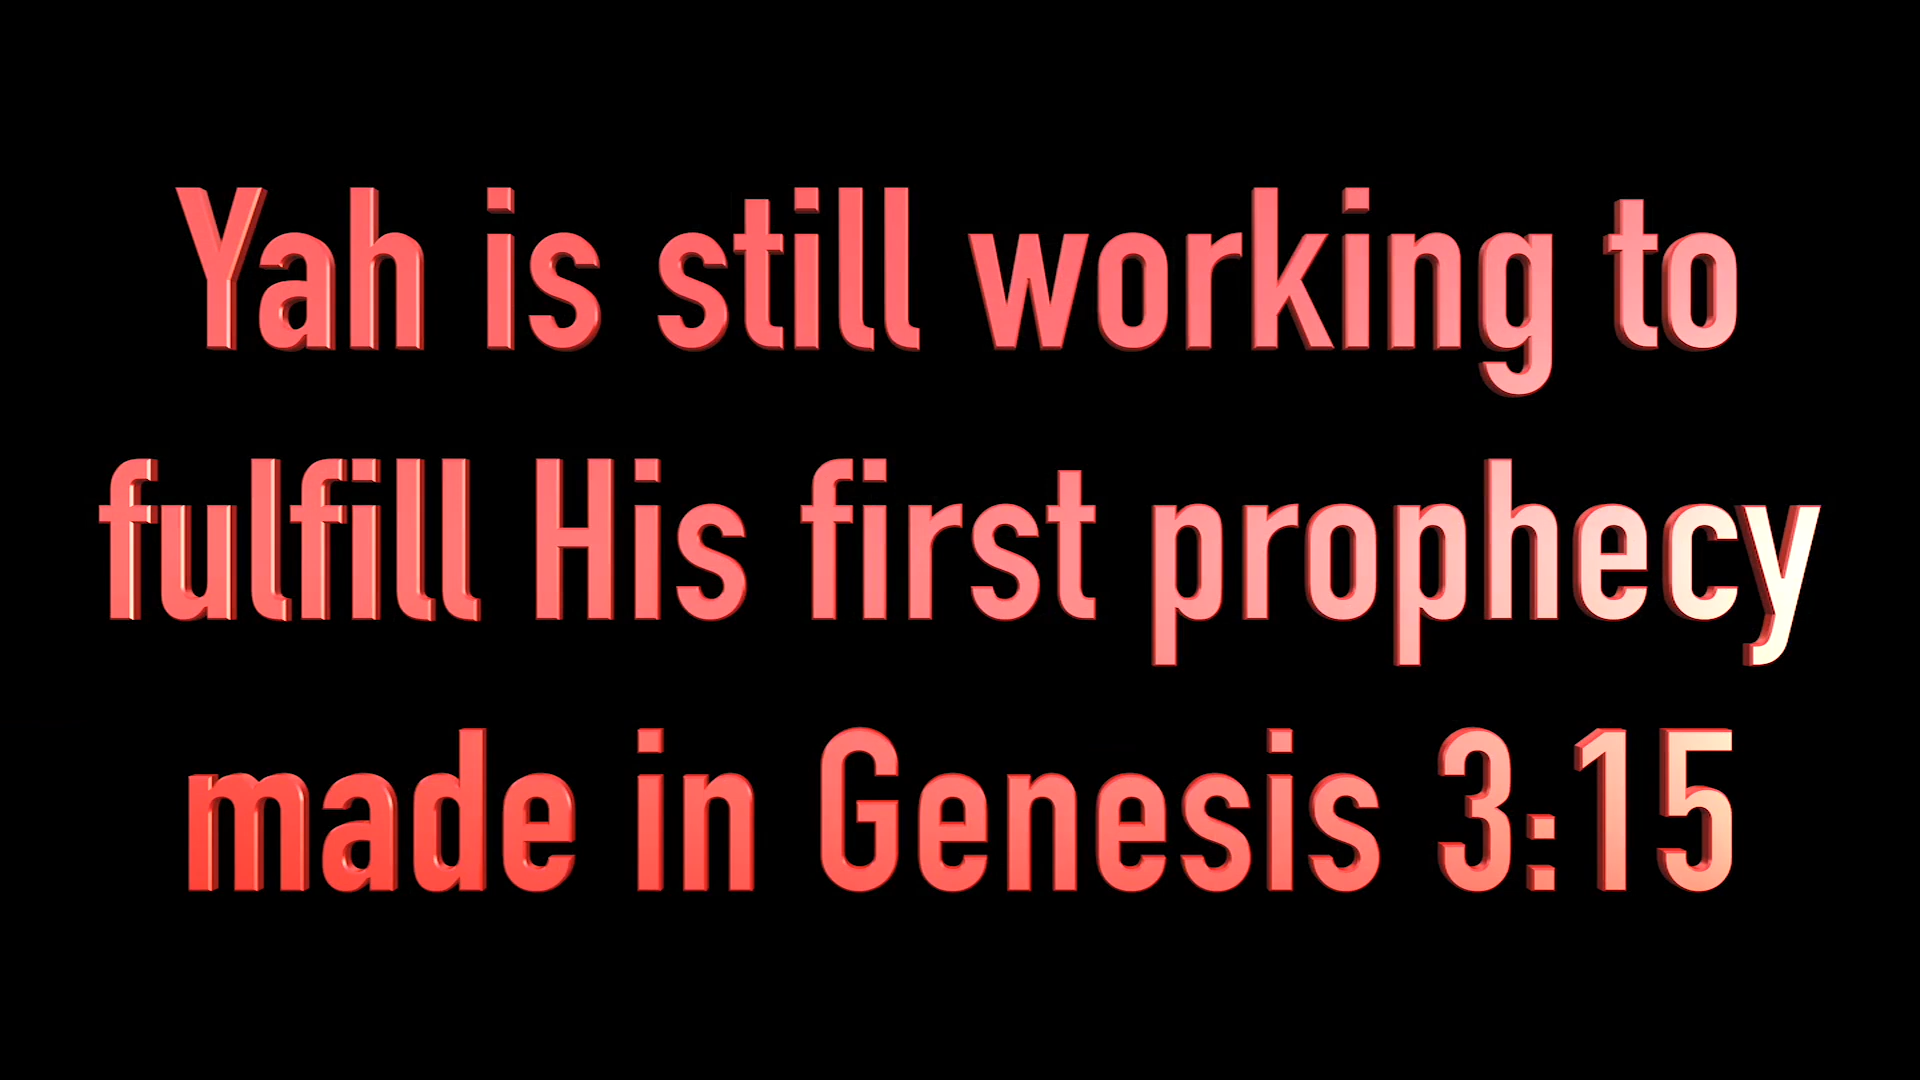 Yah is still working to
fulfill His first prophecy
made in Genesis 3:15